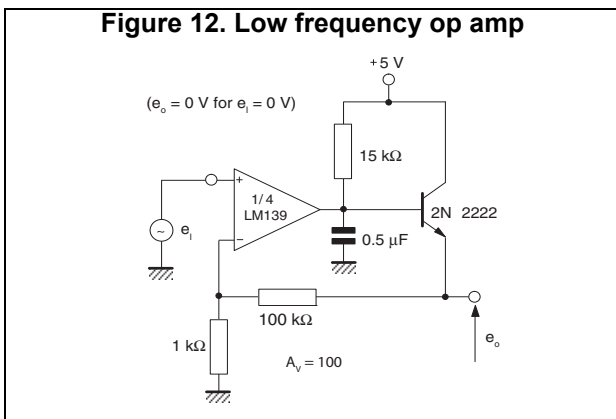 Figure 12. Low frequency op amp
+5 V
(eo = 0 V for ei = 0 V)
15 kΩ
+
1/4
LM139
2N 2222
~
ei
0.5 µF
−
100 kΩ
1 kΩ
eo
AV = 100